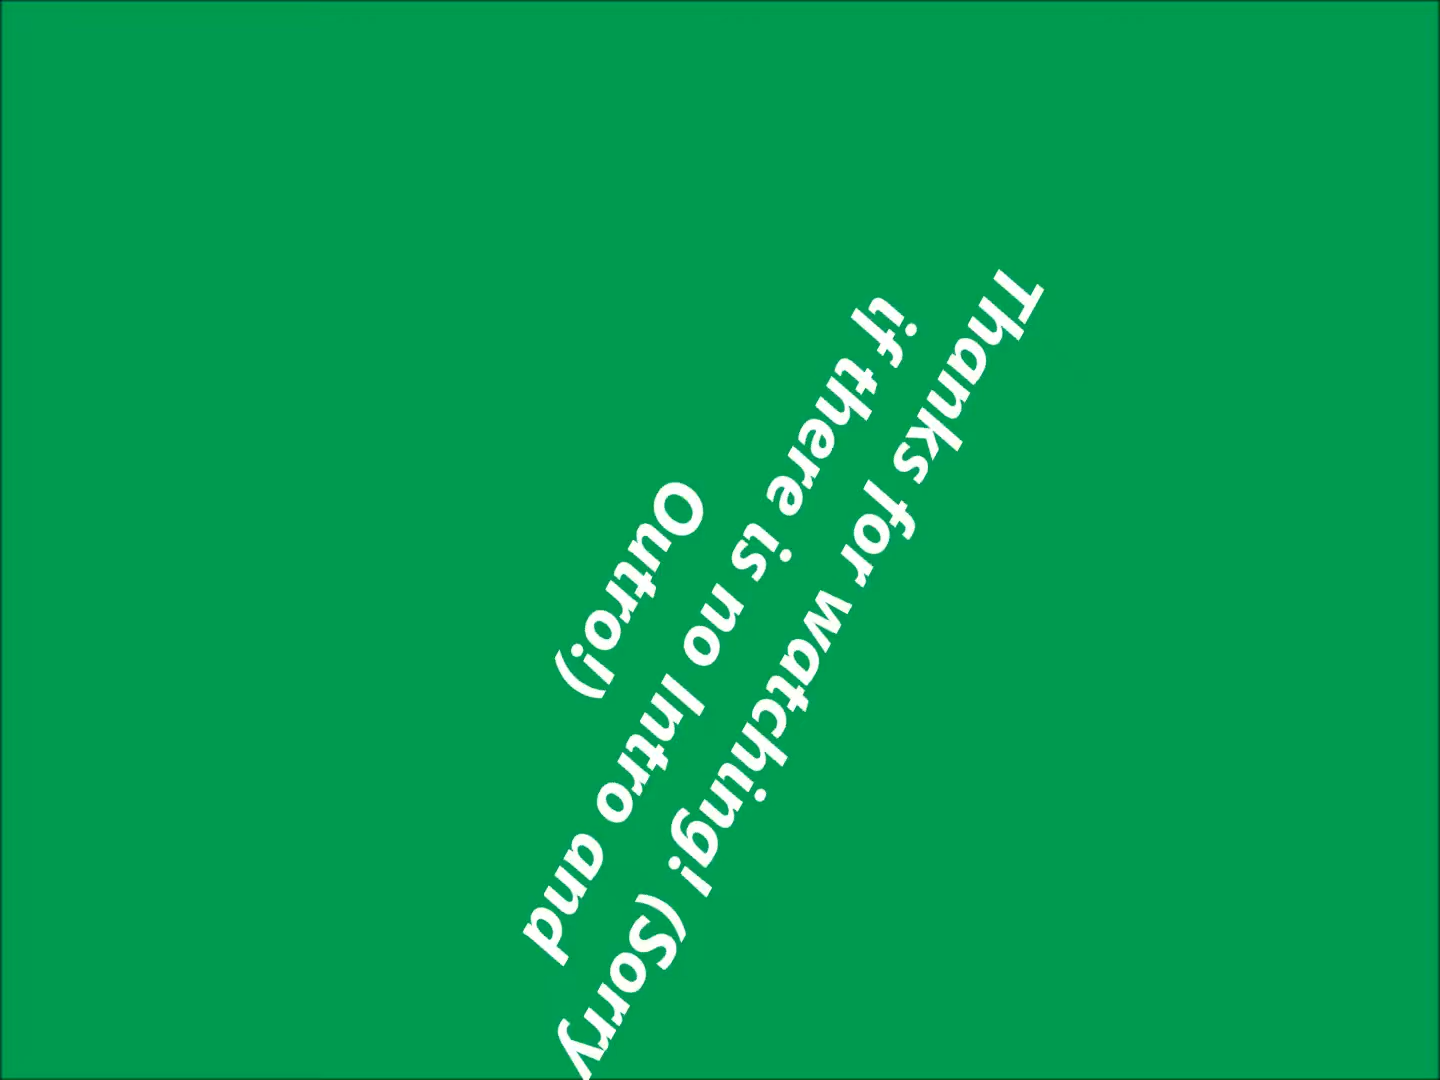 Thanks for watching! (Sorry
if there is no Intro and
Outro!)